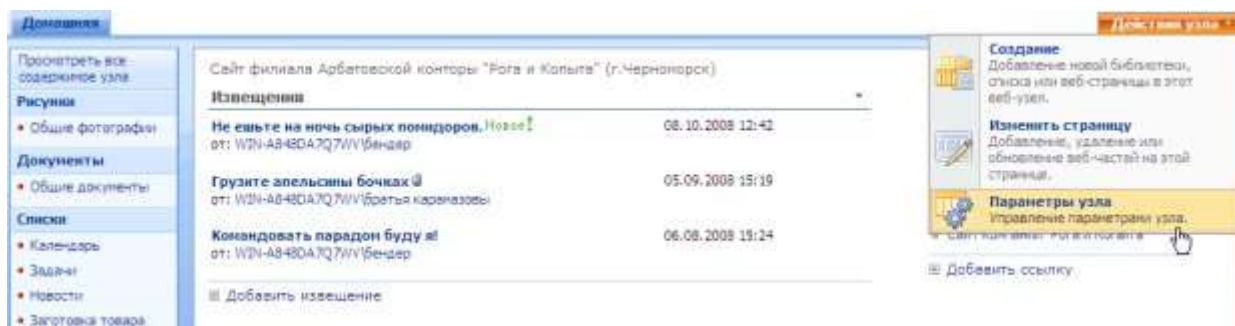 Домашняя
Действия узла
Просмотреть все
содержимое узла
Рисунки
Общие фотографии
Документы
Общие документы
Списки
Календарь
Задачи
Новости
Заготовка товара
Сайт филиала Арбатовской конторы "Рога и Копыта" (г.Черноморск)
Извещения
Не ешьте на ночь сырых помидоров. Новое! 08.10.2008 12:42
от: WIN-A848DA7Q7WV\бендер
Грузите апельсины бочках 05.09.2008 15:19
от: WIN-A848DA7Q7WV\братья карамазовы
Командовать парадом буду я! 06.08.2008 15:24
от: WIN-A848DA7Q7WV\бендер
Добавить извещение
Создание
Добавление новой библиотеки,
списка или веб-страницы в этот
веб-узел.
Изменить страницу
Добавление, удаление или
обновление веб-частей на этой
странице.
Параметры узла
Управление параметрами узла.
Добавить ссылку